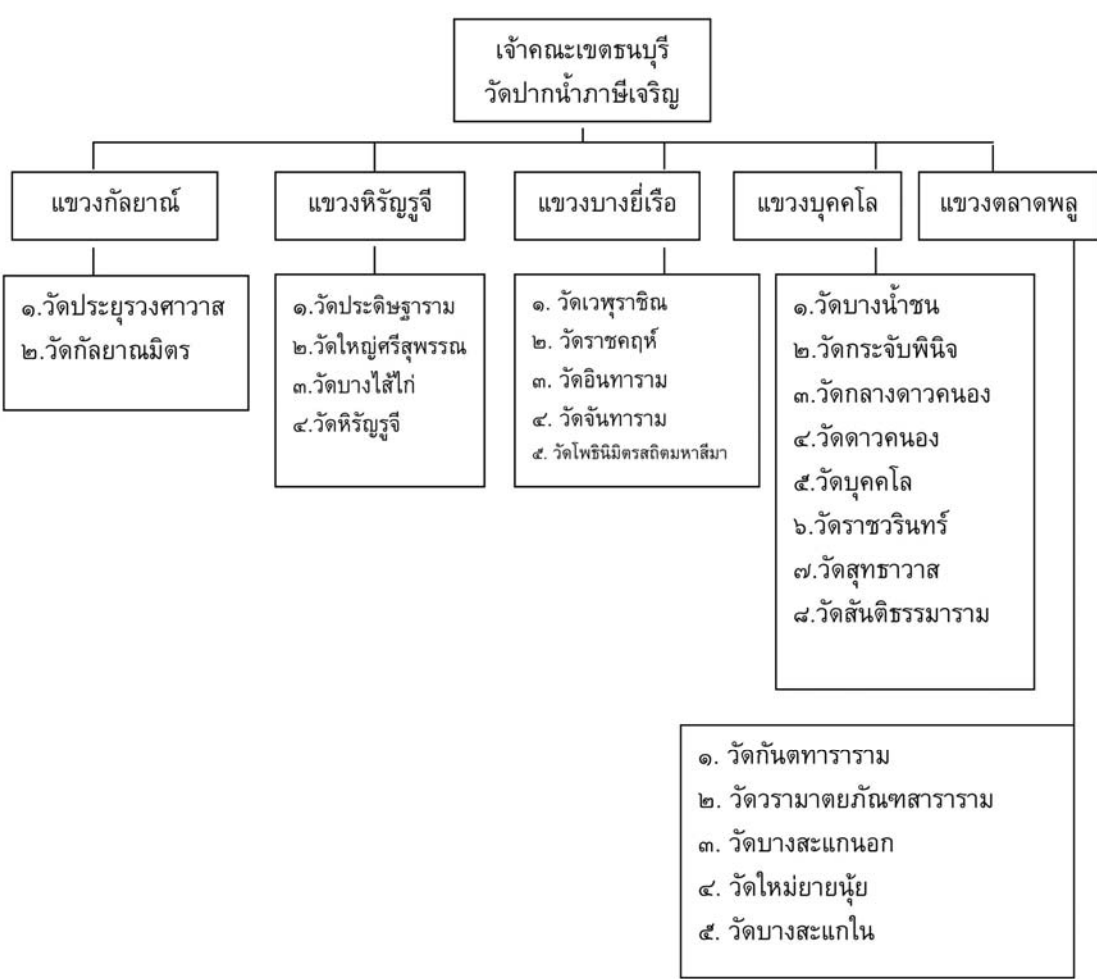 เจ้าคณะเขตธนบุรี
วัดปากน้ำภาษีเจริญ
แขวงกัลยาณ์
แขวงหิรัญรูจี
แขวงบางยี่เรือ
แขวงบุคคโล
แขวงตลาดพลู
๑.วัดประยุรวงศาวาส
๒.วัดกัลยาณมิตร
๑.วัดประดิษฐาราม
๒.วัดใหญ่ศรีสุพรรณ
๓.วัดบางไส้ไก่
๔.วัดหิรัญรูจี
๑. วัดเวฬุราชิณ
๒. วัดราชคฤห์
๓. วัดอินทาราม
๔. วัดจันทาราม
๕. วัดโพธินิมิตรสถิตมหาสีมา
๑.วัดบางน้ำชน
๒.วัดกระจับพินิจ
๓.วัดกลางดาวคนอง
๔.วัดดาวคนอง
๕.วัดบุคคโล
๖.วัดราชวรินทร์
๗.วัดสุทธาวาส
๘.วัดสันติธรรมาราม
๑. วัดกันตทาราราม
๒. วัดวรามาตยภัณฑสาราราม
๓. วัดบางสะแกนอก
๔. วัดใหม่ยายนุ้ย
๕. วัดบางสะแกใน